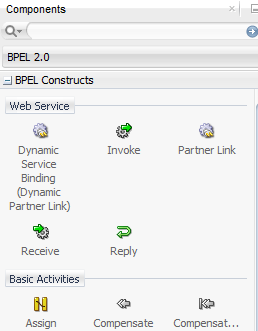 Components
BPEL 2.0
BPEL Constructs
Web Service
Dynamic
Service
Binding
(Dynamic
Partner Link)
Invoke
Partner Link
Receive
Reply
Basic Activities
Assign
Compensate
Compensat...